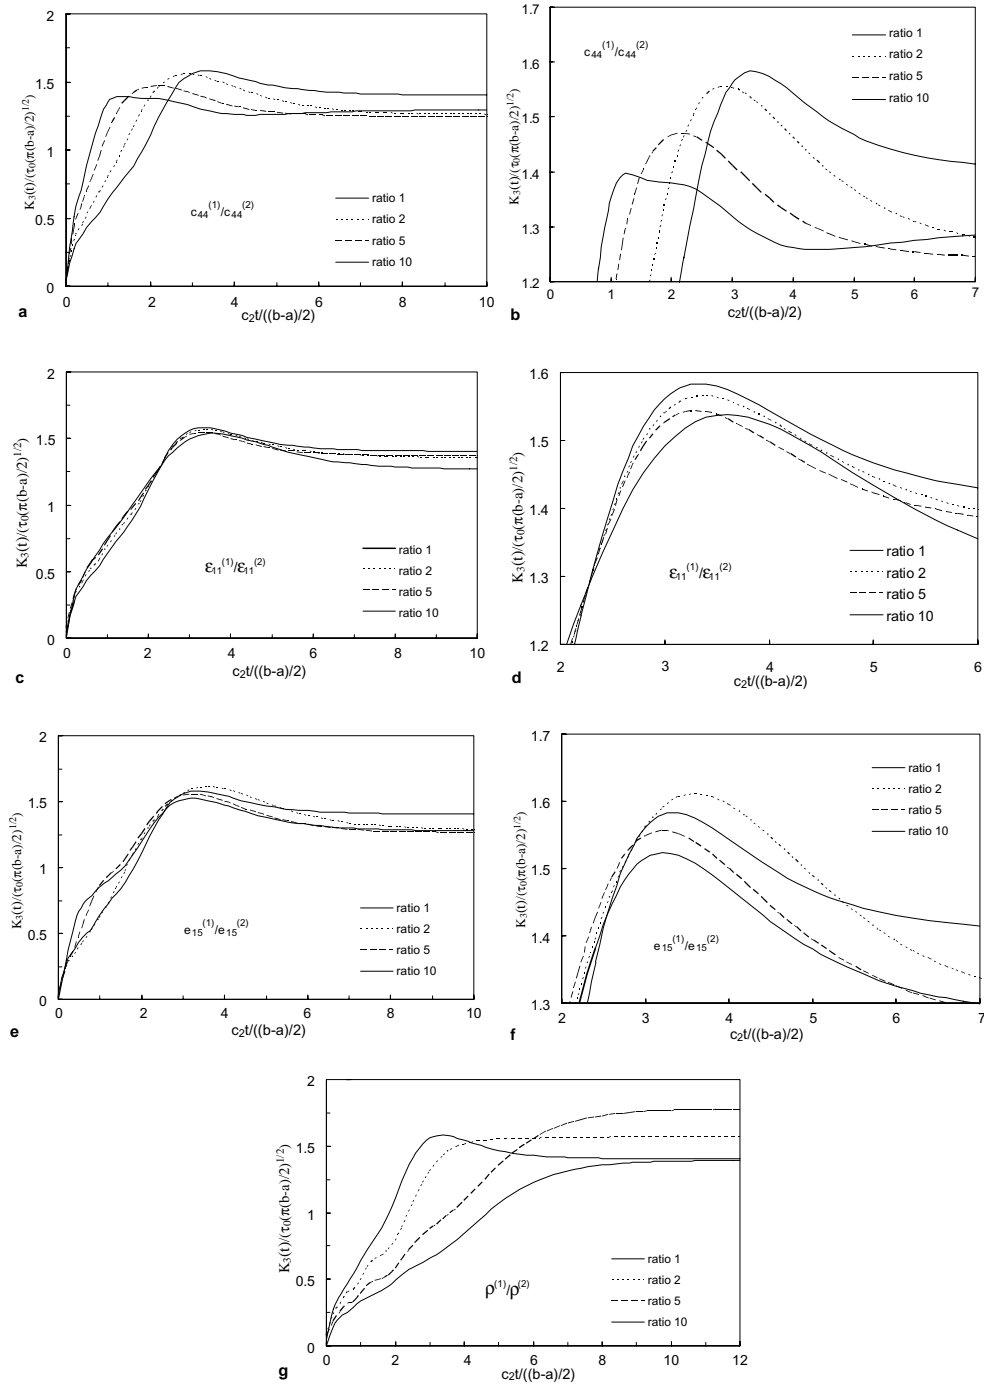 K₃(t)/(τ₀(π(b-a)/2)^1/2)
2
1.5
1
0.5
0
c₄₄⁽¹⁾/c₄₄⁽²⁾
ratio 1
ratio 2
ratio 5
ratio 10
0 2 4 6 8 10
c₂t/((b-a)/2)
a
K₃(t)/(τ₀(π(b-a)/2)^1/2)
1.7
1.6
1.5
1.4
1.3
1.2
c₄₄⁽¹⁾/c₄₄⁽²⁾
ratio 1
ratio 2
ratio 5
ratio 10
0 1 2 3 4 5 6 7
c₂t/((b-a)/2)
b
K₃(t)/(τ₀(π(b-a)/2)^1/2)
2
1.5
1
0.5
0
ε₁₁⁽¹⁾/ε₁₁⁽²⁾
ratio 1
ratio 2
ratio 5
ratio 10
0 2 4 6 8 10
c₂t/((b-a)/2)
c
K₃(t)/(τ₀(π(b-a)/2)^1/2)
1.6
1.5
1.4
1.3
1.2
ε₁₁⁽¹⁾/ε₁₁⁽²⁾
ratio 1
ratio 2
ratio 5
ratio 10
2 3 4 5 6
c₂t/((b-a)/2)
d
K₃(t)/(τ₀(π(b-a)/2)^1/2)
2
1.5
1
0.5
0
e₁₅⁽¹⁾/e₁₅⁽²⁾
ratio 1
ratio 2
ratio 5
ratio 10
0 2 4 6 8 10
c₂t/((b-a)/2)
e
K₃(t)/(τ₀(π(b-a)/2)^1/2)
1.7
1.6
1.5
1.4
1.3
e₁₅⁽¹⁾/e₁₅⁽²⁾
ratio 1
ratio 2
ratio 5
ratio 10
2 3 4 5 6 7
c₂t/((b-a)/2)
f
K₃(t)/(τ₀(π(b-a)/2)^1/2)
2
1.5
1
0.5
0
ρ⁽¹⁾/ρ⁽²⁾
ratio 1
ratio 2
ratio 5
ratio 10
0 2 4 6 8 10 12
c₂t/((b-a)/2)
g